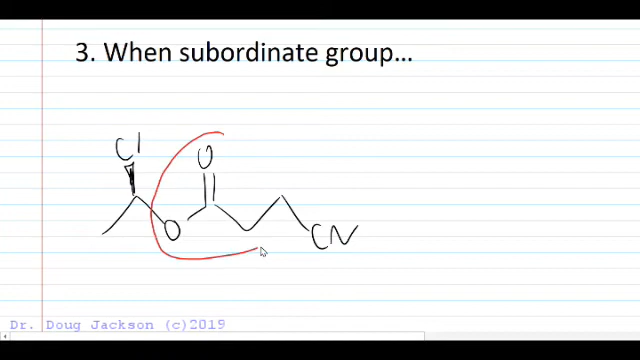 3. When subordinate group...
Cl
O
O
CN
Dr. Doug Jackson (c)2019